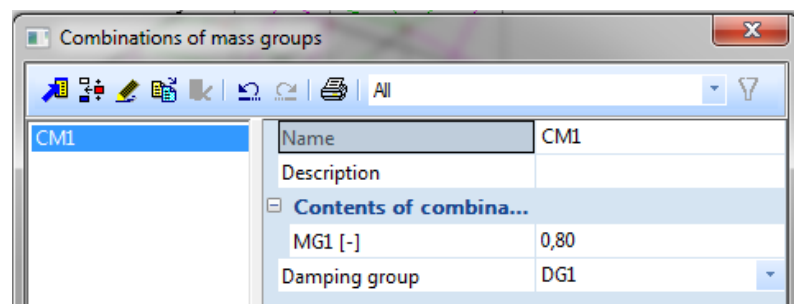 Combinations of mass groups
All
CM1
Name CM1
Description
Contents of combina...
MG1 [-] 0,80
Damping group DG1